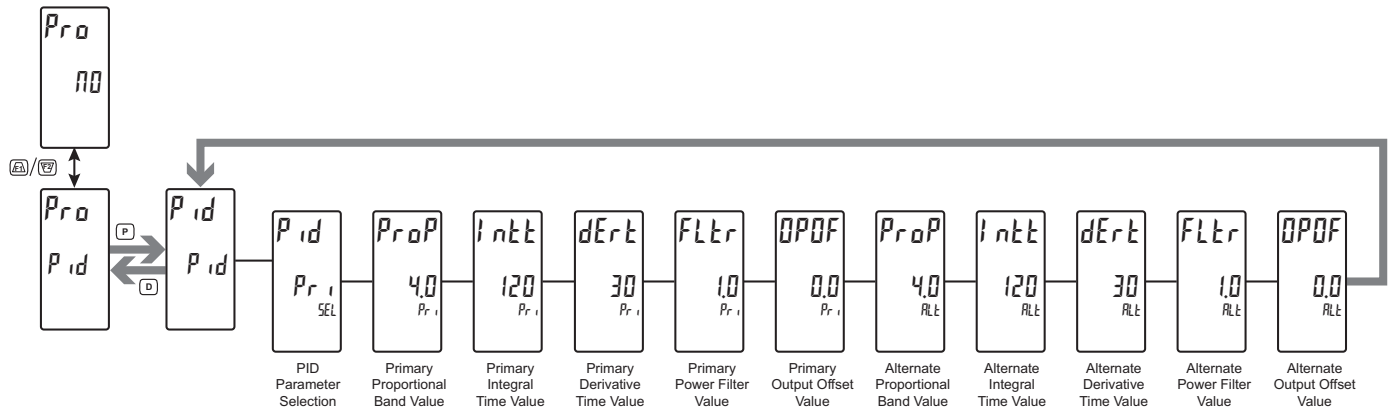 Pro
NO
F1/F2
Pro
Pid
P
D
Pid
Pid
Pid
Pri
SEL
PID
Parameter
Selection
ProP
4.0
Pri
Primary
Proportional
Band Value
Intt
120
Pri
Primary
Integral
Time Value
dErt
30
Pri
Primary
Derivative
Time Value
FLtr
1.0
Pri
Primary
Power Filter
Value
OPOF
0.0
Pri
Primary
Output Offset
Value
ProP
4.0
ALt
Alternate
Proportional
Band Value
Intt
120
ALt
Alternate
Integral
Time Value
dErt
30
ALt
Alternate
Derivative
Time Value
FLtr
1.0
ALt
Alternate
Power Filter
Value
OPOF
0.0
ALt
Alternate
Output Offset
Value